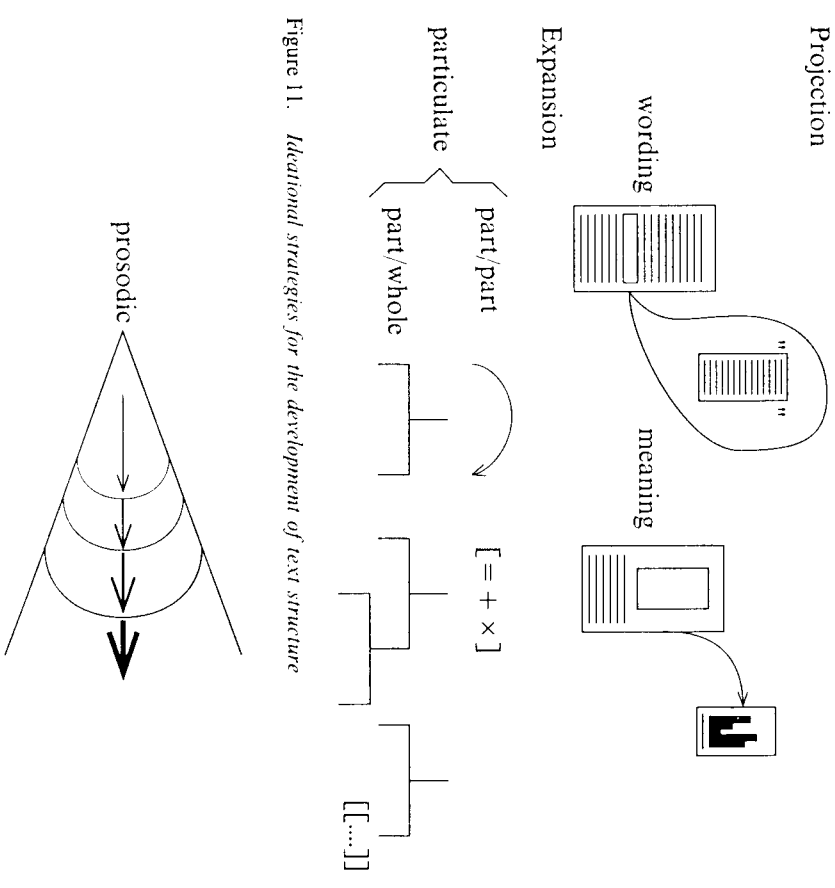 Projection
wording
" "
meaning
Expansion
particulate
part/part
[ = + × ]
part/whole
[[....]]
Figure 11. Ideational strategies for the development of text structure
prosodic